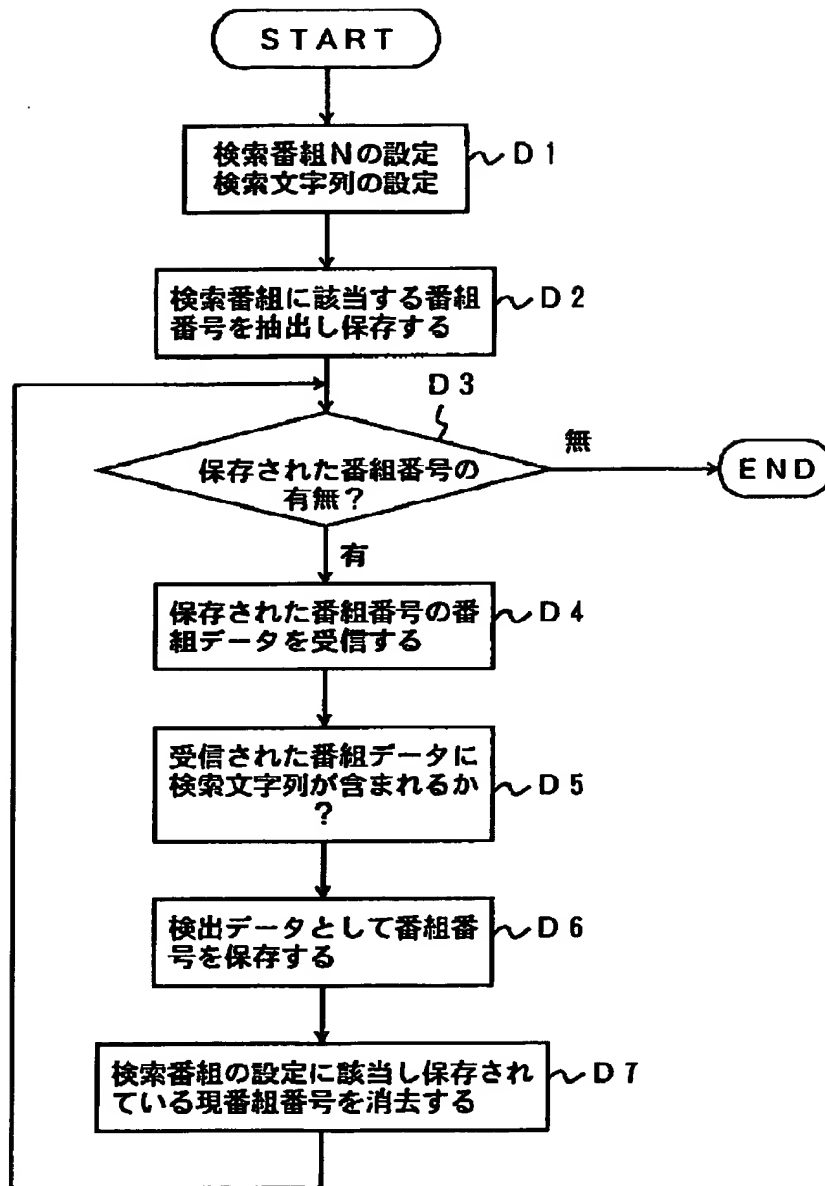 START
検索番組Nの設定
検索文字列の設定
D1
検索番組に該当する番組
番号を抽出し保存する
D2
D3
保存された番組番号の
有無?
無
END
有
保存された番組番号の番
組データを受信する
D4
受信された番組データに
検索文字列が含まれるか
?
D5
検出データとして番組番
号を保存する
D6
検索番組の設定に該当し保存され
ている現番組番号を消去する
D7